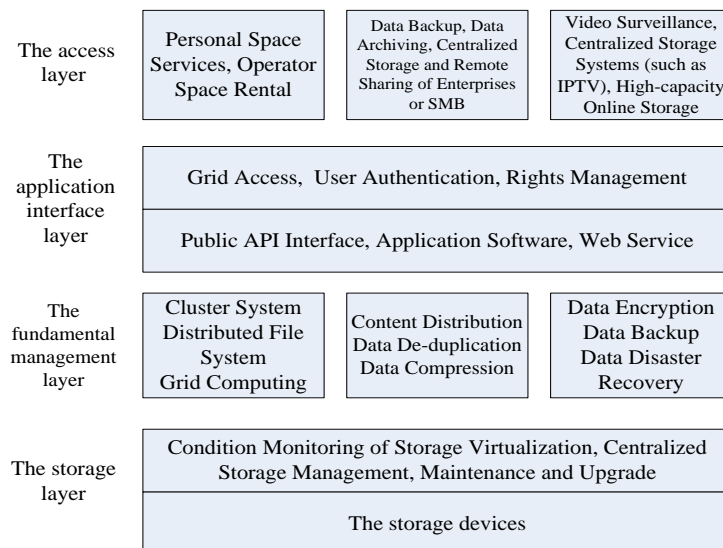 The access
layer
Personal Space
Services, Operator
Space Rental
Data Backup, Data
Archiving, Centralized
Storage and Remote
Sharing of Enterprises
or SMB
Video Surveillance,
Centralized Storage
Systems (such as
IPTV), High-capacity
Online Storage
The
application
interface
layer
Grid Access, User Authentication, Rights Management
Public API Interface, Application Software, Web Service
The
fundamental
management
layer
Cluster System
Distributed File
System
Grid Computing
Content Distribution
Data De-duplication
Data Compression
Data Encryption
Data Backup
Data Disaster
Recovery
The storage
layer
Condition Monitoring of Storage Virtualization, Centralized
Storage Management, Maintenance and Upgrade
The storage devices